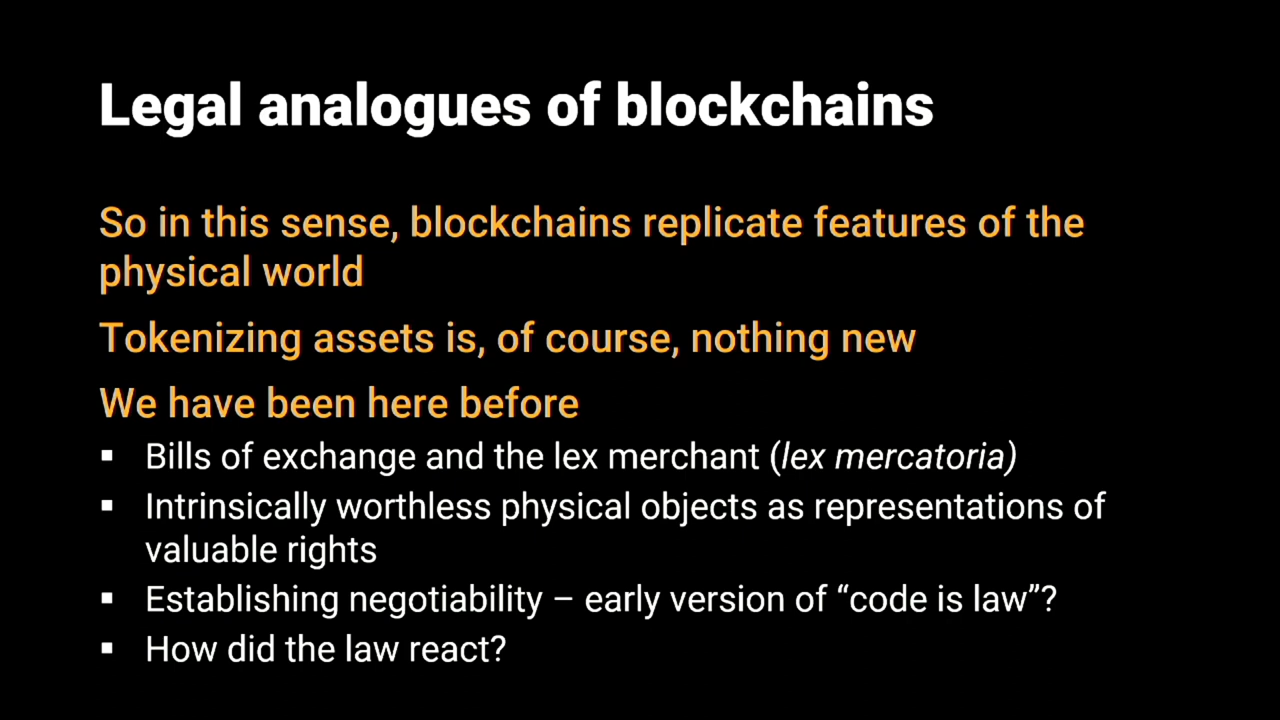 Legal analogues of blockchains
So in this sense, blockchains replicate features of the
physical world
Tokenizing assets is, of course, nothing new
We have been here before
▪ Bills of exchange and the lex merchant (lex mercatoria)
▪ Intrinsically worthless physical objects as representations of
valuable rights
▪ Establishing negotiability – early version of “code is law”?
▪ How did the law react?